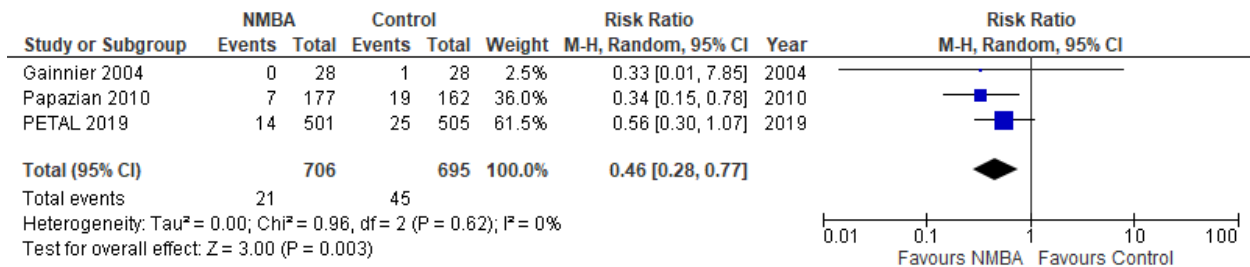 NMBA Control Risk Ratio Risk Ratio
Study or Subgroup Events Total Events Total Weight M-H, Random, 95% CI Year M-H, Random, 95% CI
Gainnier 2004 0 28 1 28 2.5% 0.33 [0.01, 7.85] 2004
Papazian 2010 7 177 19 162 36.0% 0.34 [0.15, 0.78] 2010
PETAL 2019 14 501 25 505 61.5% 0.56 [0.30, 1.07] 2019
Total (95% CI) 706 695 100.0% 0.46 [0.28, 0.77]
Total events 21 45
Heterogeneity: Tau² = 0.00; Chi² = 0.96, df = 2 (P = 0.62); I² = 0%
Test for overall effect: Z = 3.00 (P = 0.003)
0.01 0.1 1 10 100
Favours NMBA Favours Control